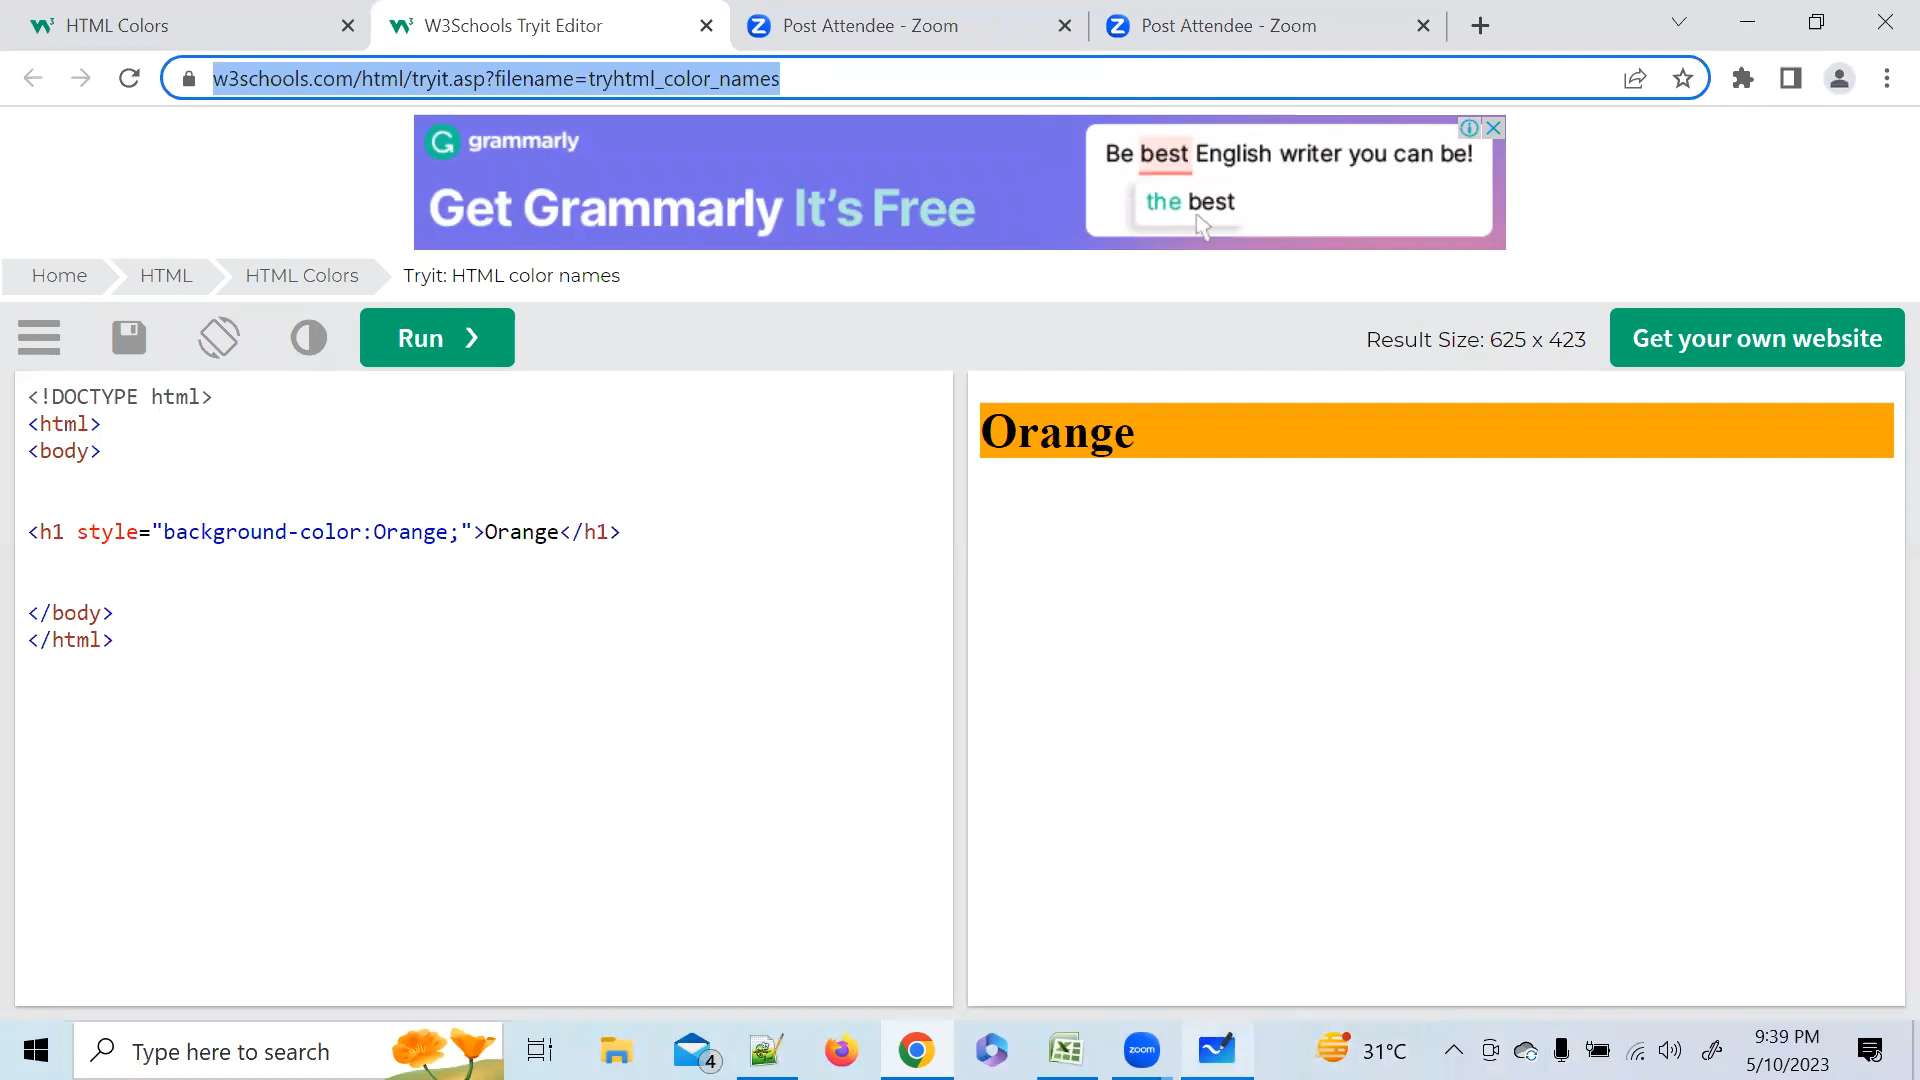 HTML Colors
W3Schools Tryit Editor
Post Attendee - Zoom
Post Attendee - Zoom
w3schools.com/html/tryit.asp?filename=tryhtml_color_names
grammarly
Get Grammarly It's Free
Be best English writer you can be!
the best
Home
HTML
HTML Colors
Tryit: HTML color names
Run
Result Size: 625 x 423
Get your own website
<!DOCTYPE html>
<html>
<body>
<h1 style="background-color:Orange;">Orange</h1>
</body>
</html>
Orange
Type here to search
4
zoom
31°C
9:39 PM
5/10/2023